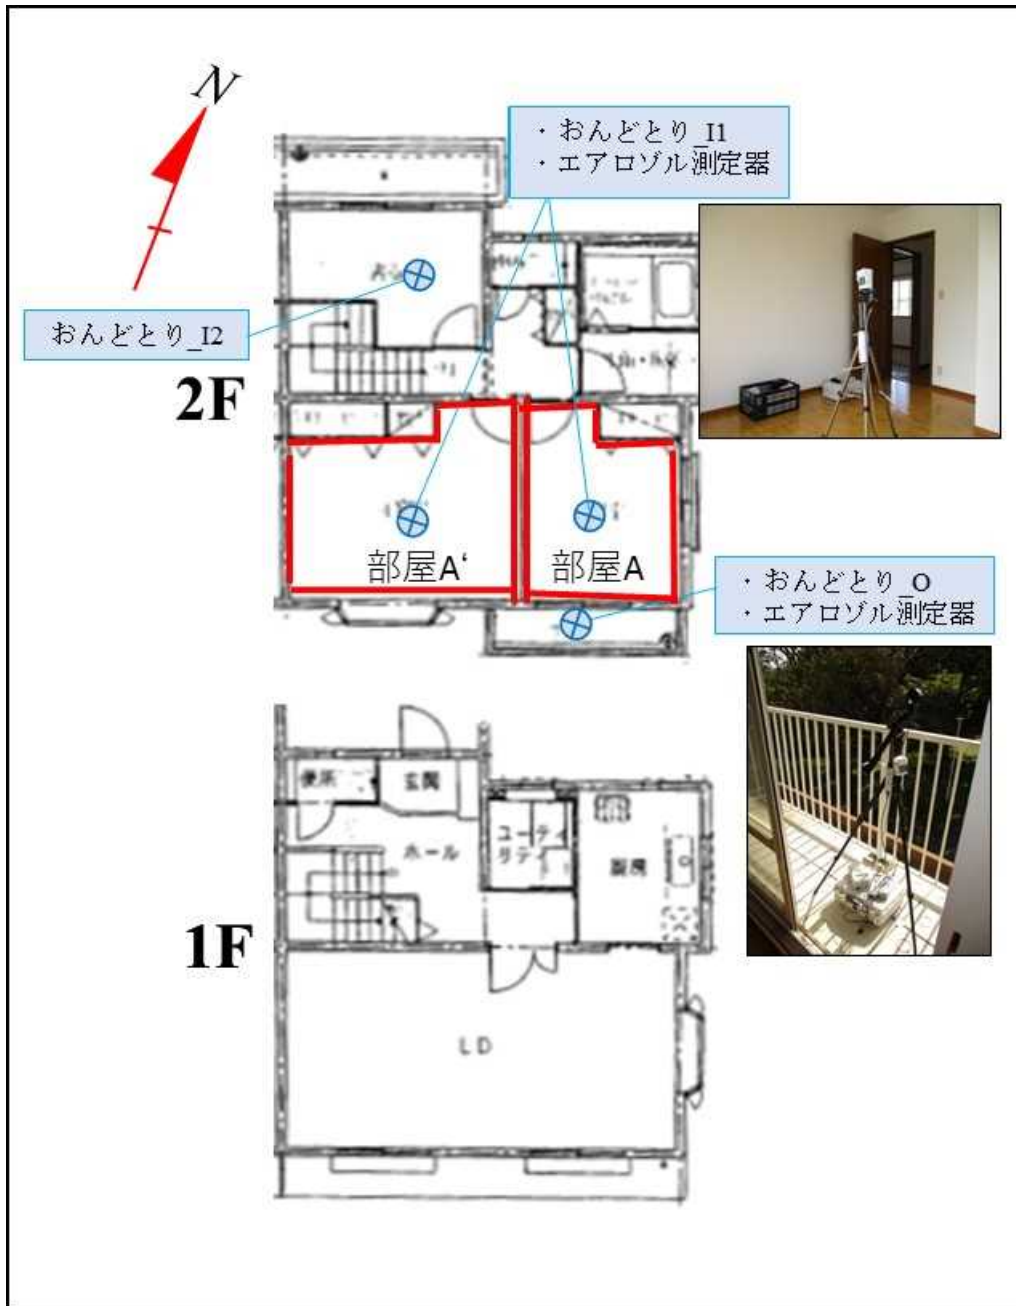 N
・おんどとり_I1
・エアロゾル測定器
おんどとり_I2
2F
部屋A‘
部屋A
・おんどとり_O
・エアロゾル測定器
便所
玄関
ホール
ユーティ
リティ
厨房
1F
LD